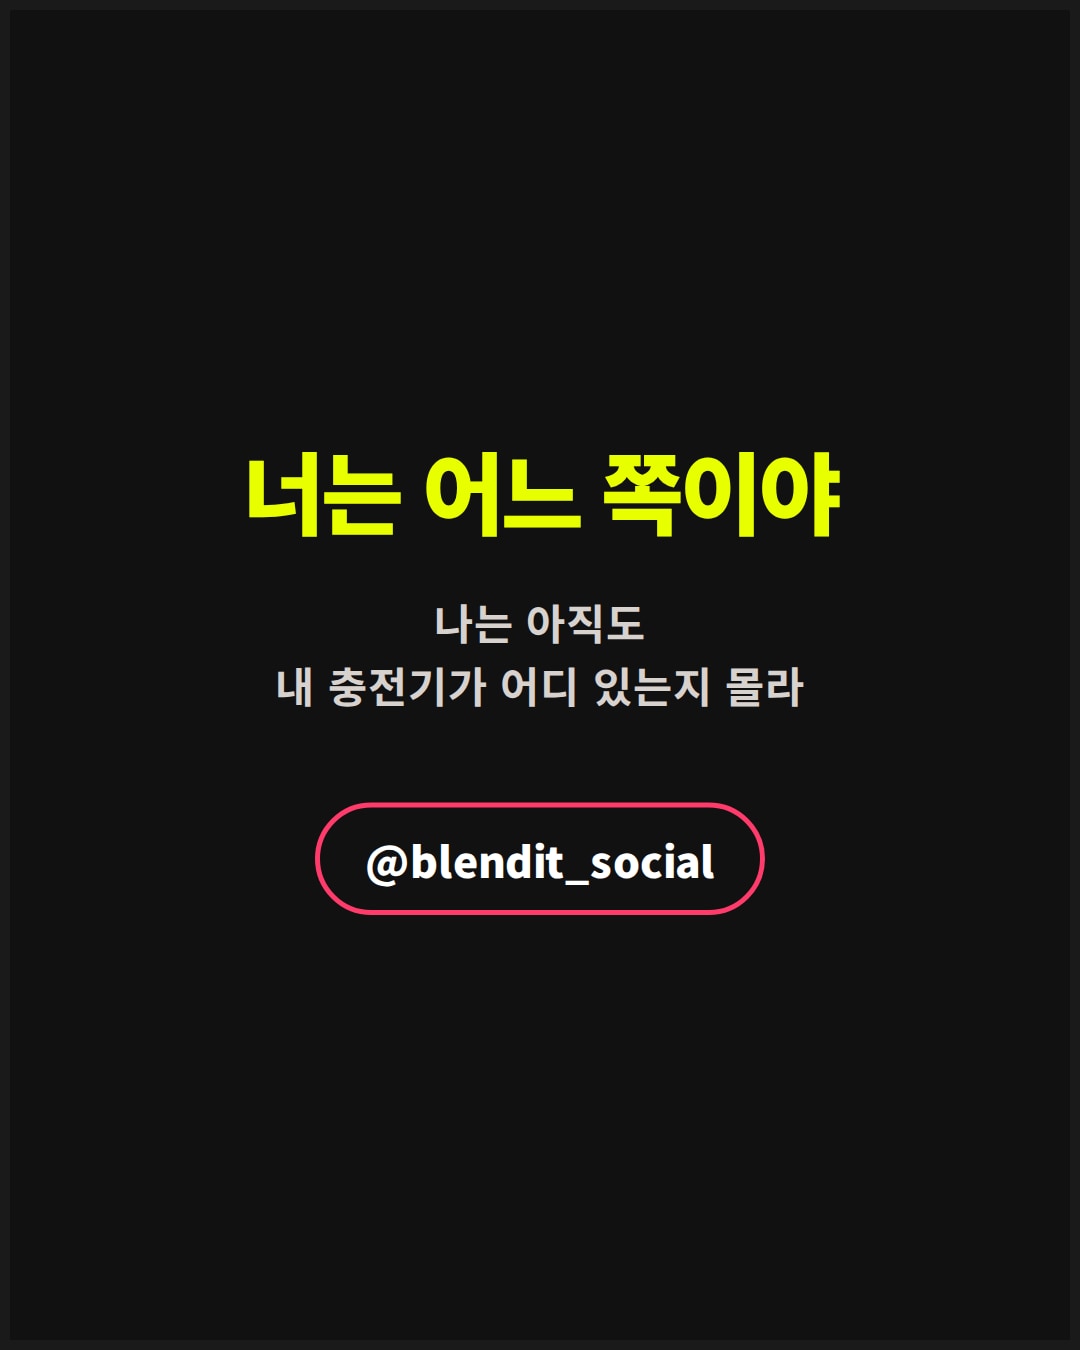 너는 어느 쪽이야
나는 아직도
내 충전기가 어디 있는지 몰라
@blendit_social